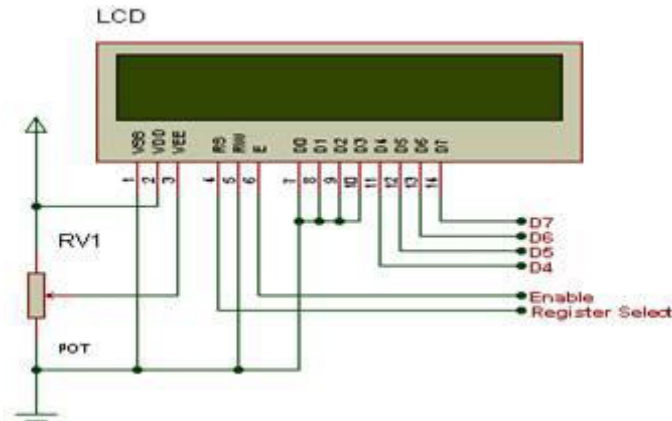 LCD
VSS VDD VEE RS RW E D0 D1 D2 D3 D4 D5 D6 D7
1 2 3 4 5 6 7 8 9 10 11 12 13 14
D7
RV1
D6
D5
D4
Enable
Register Select
POT